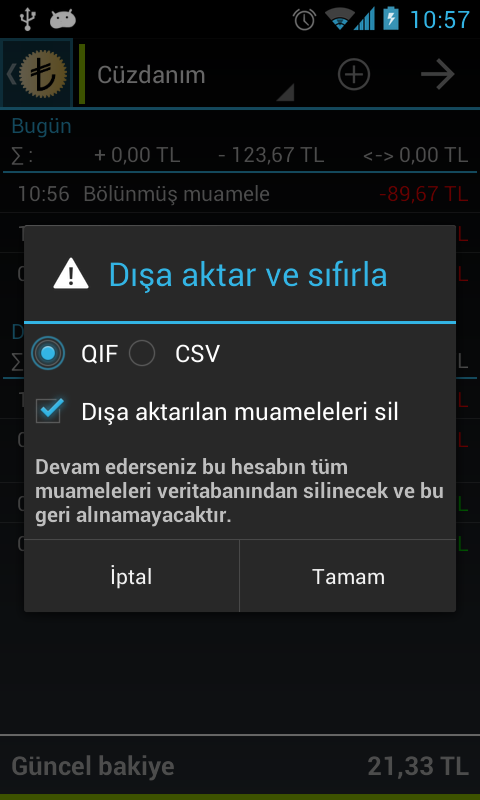 10:57
Cüzdanım
Bugün
∑ : + 0,00 TL - 123,67 TL <-> 0,00 TL
10:56 Bölünmüş muamele -89,67 TL
Dışa aktar ve sıfırla
QIF CSV
Dışa aktarılan muameleleri sil
Devam ederseniz bu hesabın tüm
muameleleri veritabanından silinecek ve bu
geri alınamayacaktır.
İptal Tamam
Güncel bakiye 21,33 TL